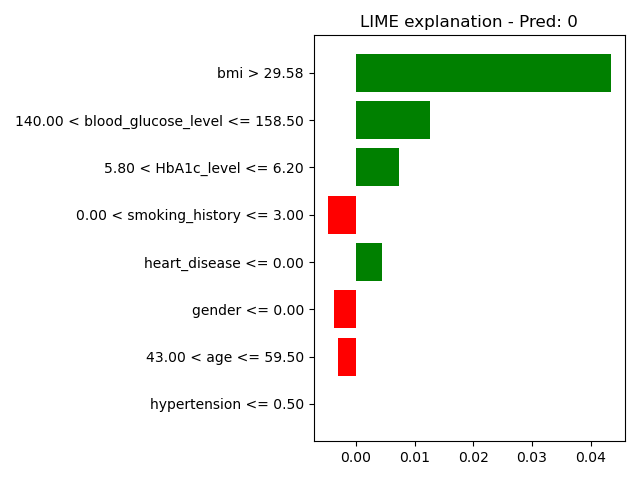 LIME explanation - Pred: 0
bmi > 29.58
140.00 < blood_glucose_level <= 158.50
5.80 < HbA1c_level <= 6.20
0.00 < smoking_history <= 3.00
heart_disease <= 0.00
gender <= 0.00
43.00 < age <= 59.50
hypertension <= 0.50
0.00 0.01 0.02 0.03 0.04